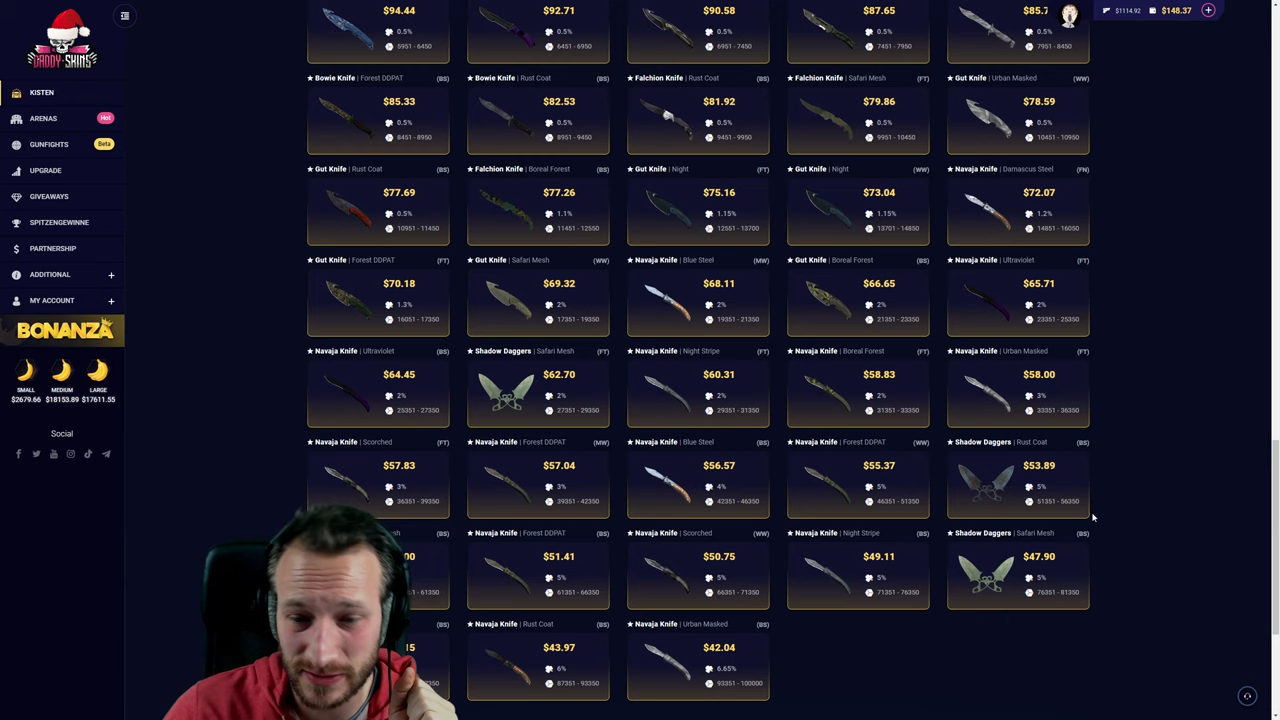 $94.44 $92.71 $90.58 $87.65 $85.7
0.5% 0.5% 0.5% 0.5% 0.5%
5951 - 6450 6451 - 6950 6951 - 7450 7451 - 7950 7951 - 8450
$1114.92 $148.37
DADDY SKINS
KISTEN
ARENAS Hot
GUNFIGHTS Beta
UPGRADE
GIVEAWAYS
SPITZENGEWINNE
PARTNERSHIP
ADDITIONAL +
MY ACCOUNT +
BONANZA
SMALL MEDIUM LARGE
$2679.66 $18153.89 $17611.55
Social
★ Bowie Knife | Forest DDPAT (BS) ★ Bowie Knife | Rust Coat (BS) ★ Falchion Knife | Rust Coat (BS) ★ Falchion Knife | Safari Mesh (FT) ★ Gut Knife | Urban Masked (WW)
$85.33 $82.53 $81.92 $79.86 $78.59
0.5% 0.5% 0.5% 0.5% 0.5%
8451 - 8950 8951 - 9450 9451 - 9950 9951 - 10450 10451 - 10950
★ Gut Knife | Rust Coat (BS) ★ Falchion Knife | Boreal Forest (BS) ★ Gut Knife | Night (FT) ★ Gut Knife | Night (WW) ★ Navaja Knife | Damascus Steel (FN)
$77.69 $77.26 $75.16 $73.04 $72.07
0.5% 1.1% 1.15% 1.15% 1.2%
10951 - 11450 11451 - 12550 12551 - 13700 13701 - 14850 14851 - 16050
★ Gut Knife | Forest DDPAT (FT) ★ Gut Knife | Safari Mesh (WW) ★ Navaja Knife | Blue Steel (MW) ★ Gut Knife | Boreal Forest (BS) ★ Navaja Knife | Ultraviolet (FT)
$70.18 $69.32 $68.11 $66.65 $65.71
1.3% 2% 2% 2% 2%
16051 - 17350 17351 - 19350 19351 - 21350 21351 - 23350 23351 - 25350
★ Navaja Knife | Ultraviolet (BS) ★ Shadow Daggers | Safari Mesh (FT) ★ Navaja Knife | Night Stripe (FT) ★ Navaja Knife | Boreal Forest (FT) ★ Navaja Knife | Urban Masked (FT)
$64.45 $62.70 $60.31 $58.83 $58.00
2% 2% 2% 2% 3%
25351 - 27350 27351 - 29350 29351 - 31350 31351 - 33350 33351 - 36350
★ Navaja Knife | Scorched (FT) ★ Navaja Knife | Forest DDPAT (MW) ★ Navaja Knife | Blue Steel (BS) ★ Navaja Knife | Forest DDPAT (WW) ★ Shadow Daggers | Rust Coat (BS)
$57.83 $57.04 $56.57 $55.37 $53.89
3% 3% 4% 5% 5%
36351 - 39350 39351 - 42350 42351 - 46350 46351 - 51350 51351 - 56350
(BS) ★ Navaja Knife | Forest DDPAT (BS) ★ Navaja Knife | Scorched (WW) ★ Navaja Knife | Night Stripe (BS) ★ Shadow Daggers | Safari Mesh (BS)
00 $51.41 $50.75 $49.11 $47.90
5% 5% 5% 5%
61350 61351 - 66350 66351 - 71350 71351 - 76350 76351 - 81350
(BS) ★ Navaja Knife | Rust Coat (BS) ★ Navaja Knife | Urban Masked (BS)
15 $43.97 $42.04
6% 6.65%
7350 87351 - 93350 93351 - 100000